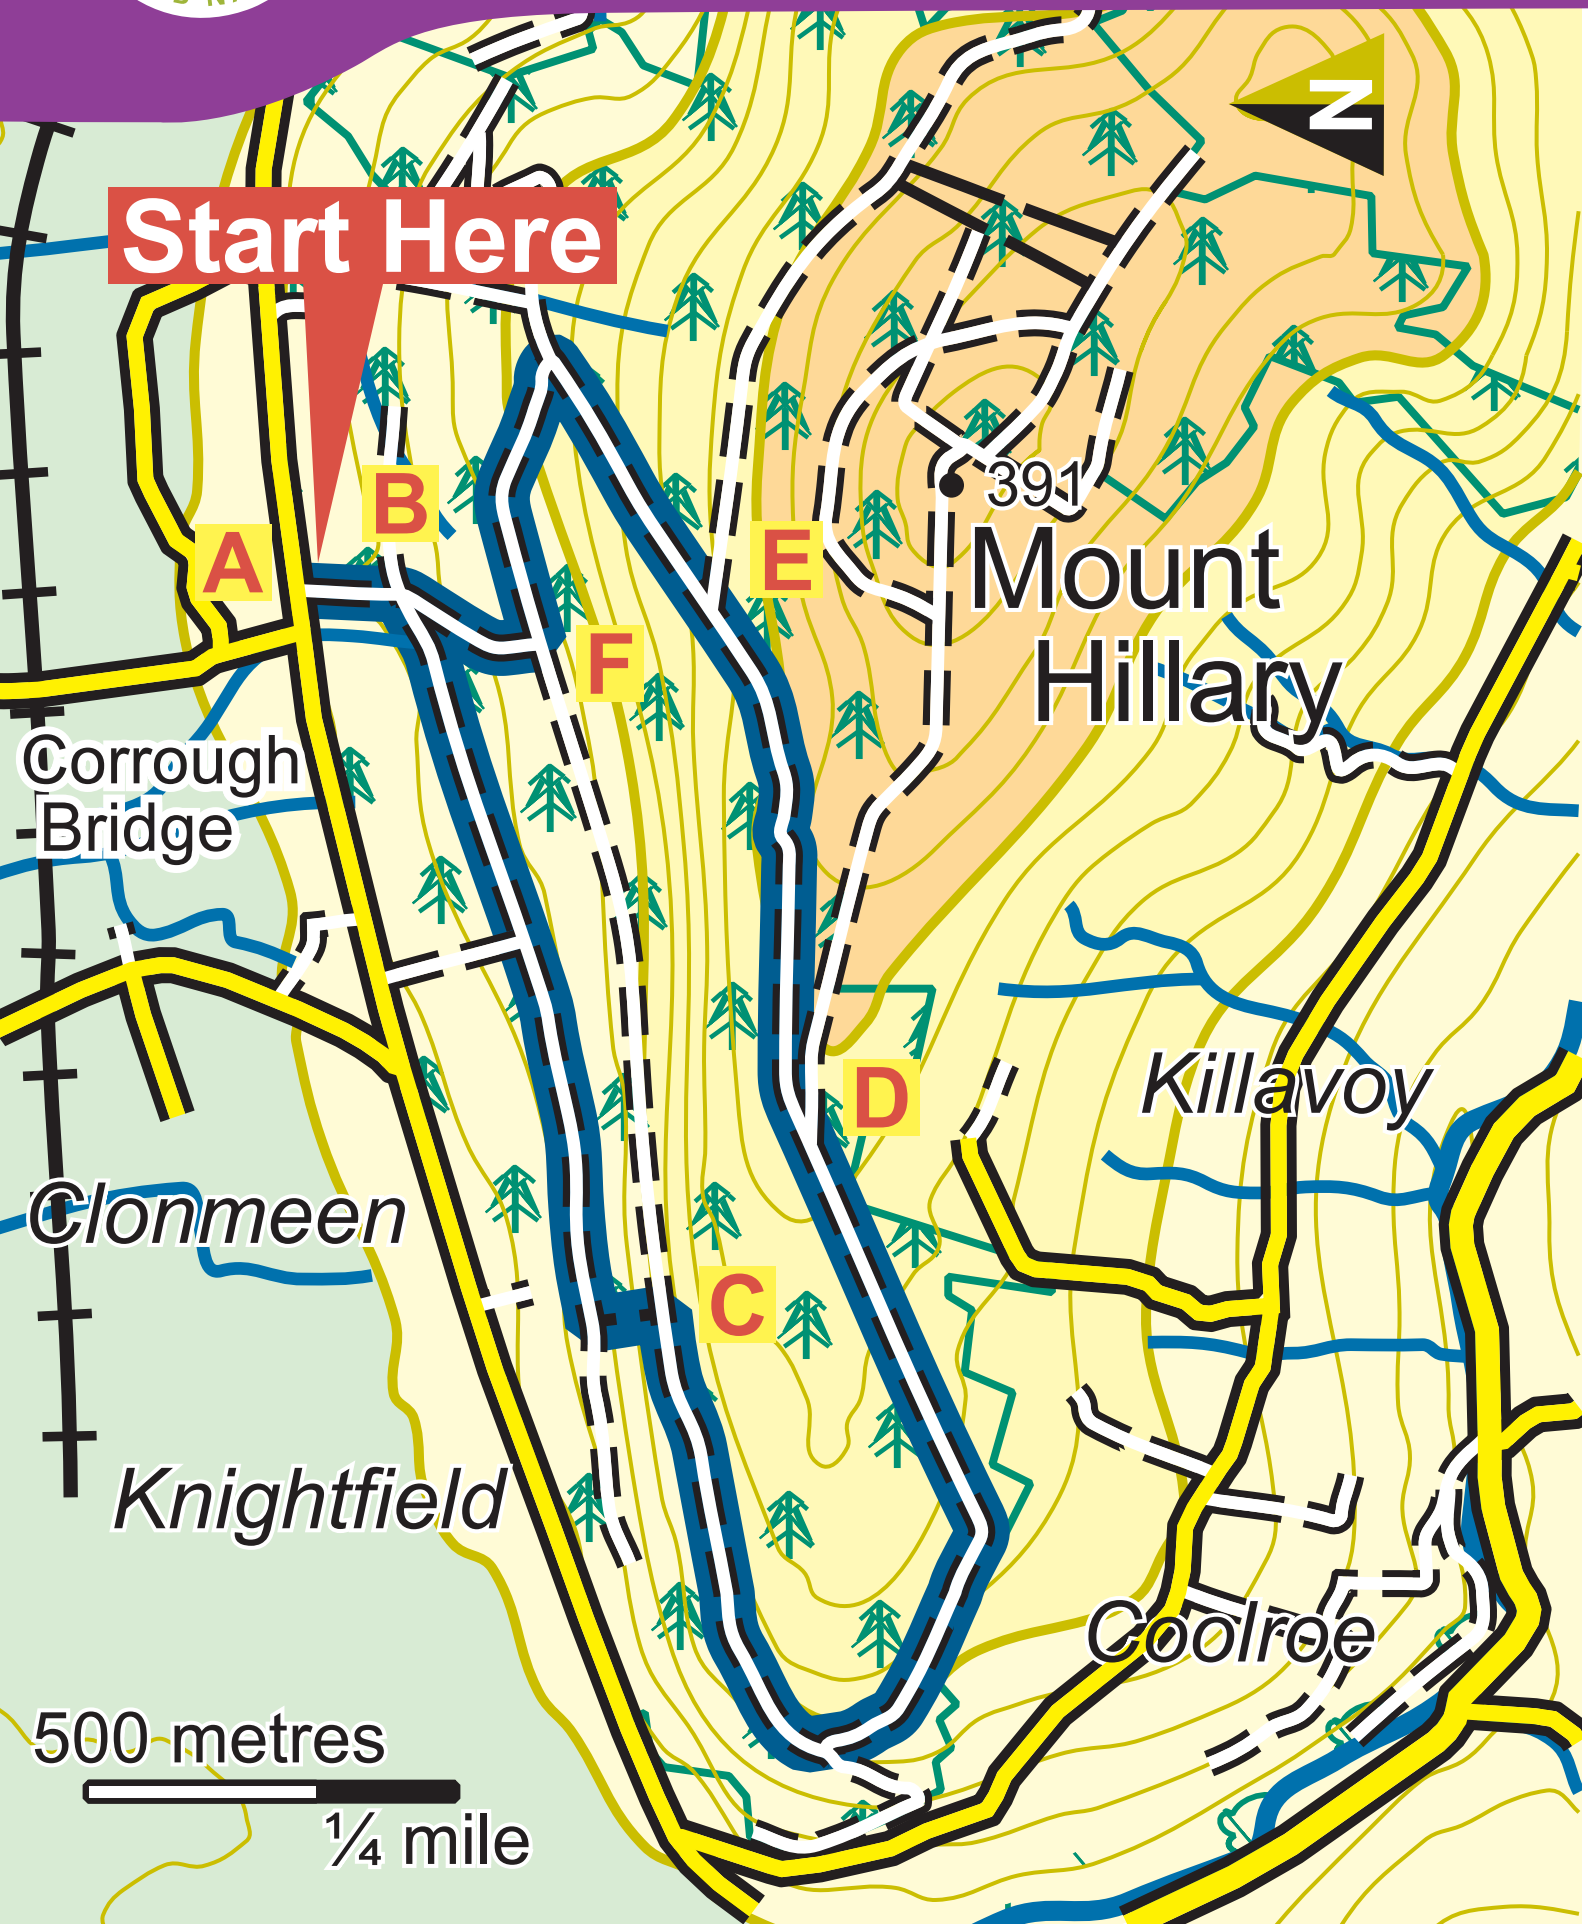 N
Start Here
B
A
E
391
Mount
Hillary
F
Corrough
Bridge
D
Killavoy
Clonmeen
C
Knightfield
Coolroe
500 metres
¼ mile